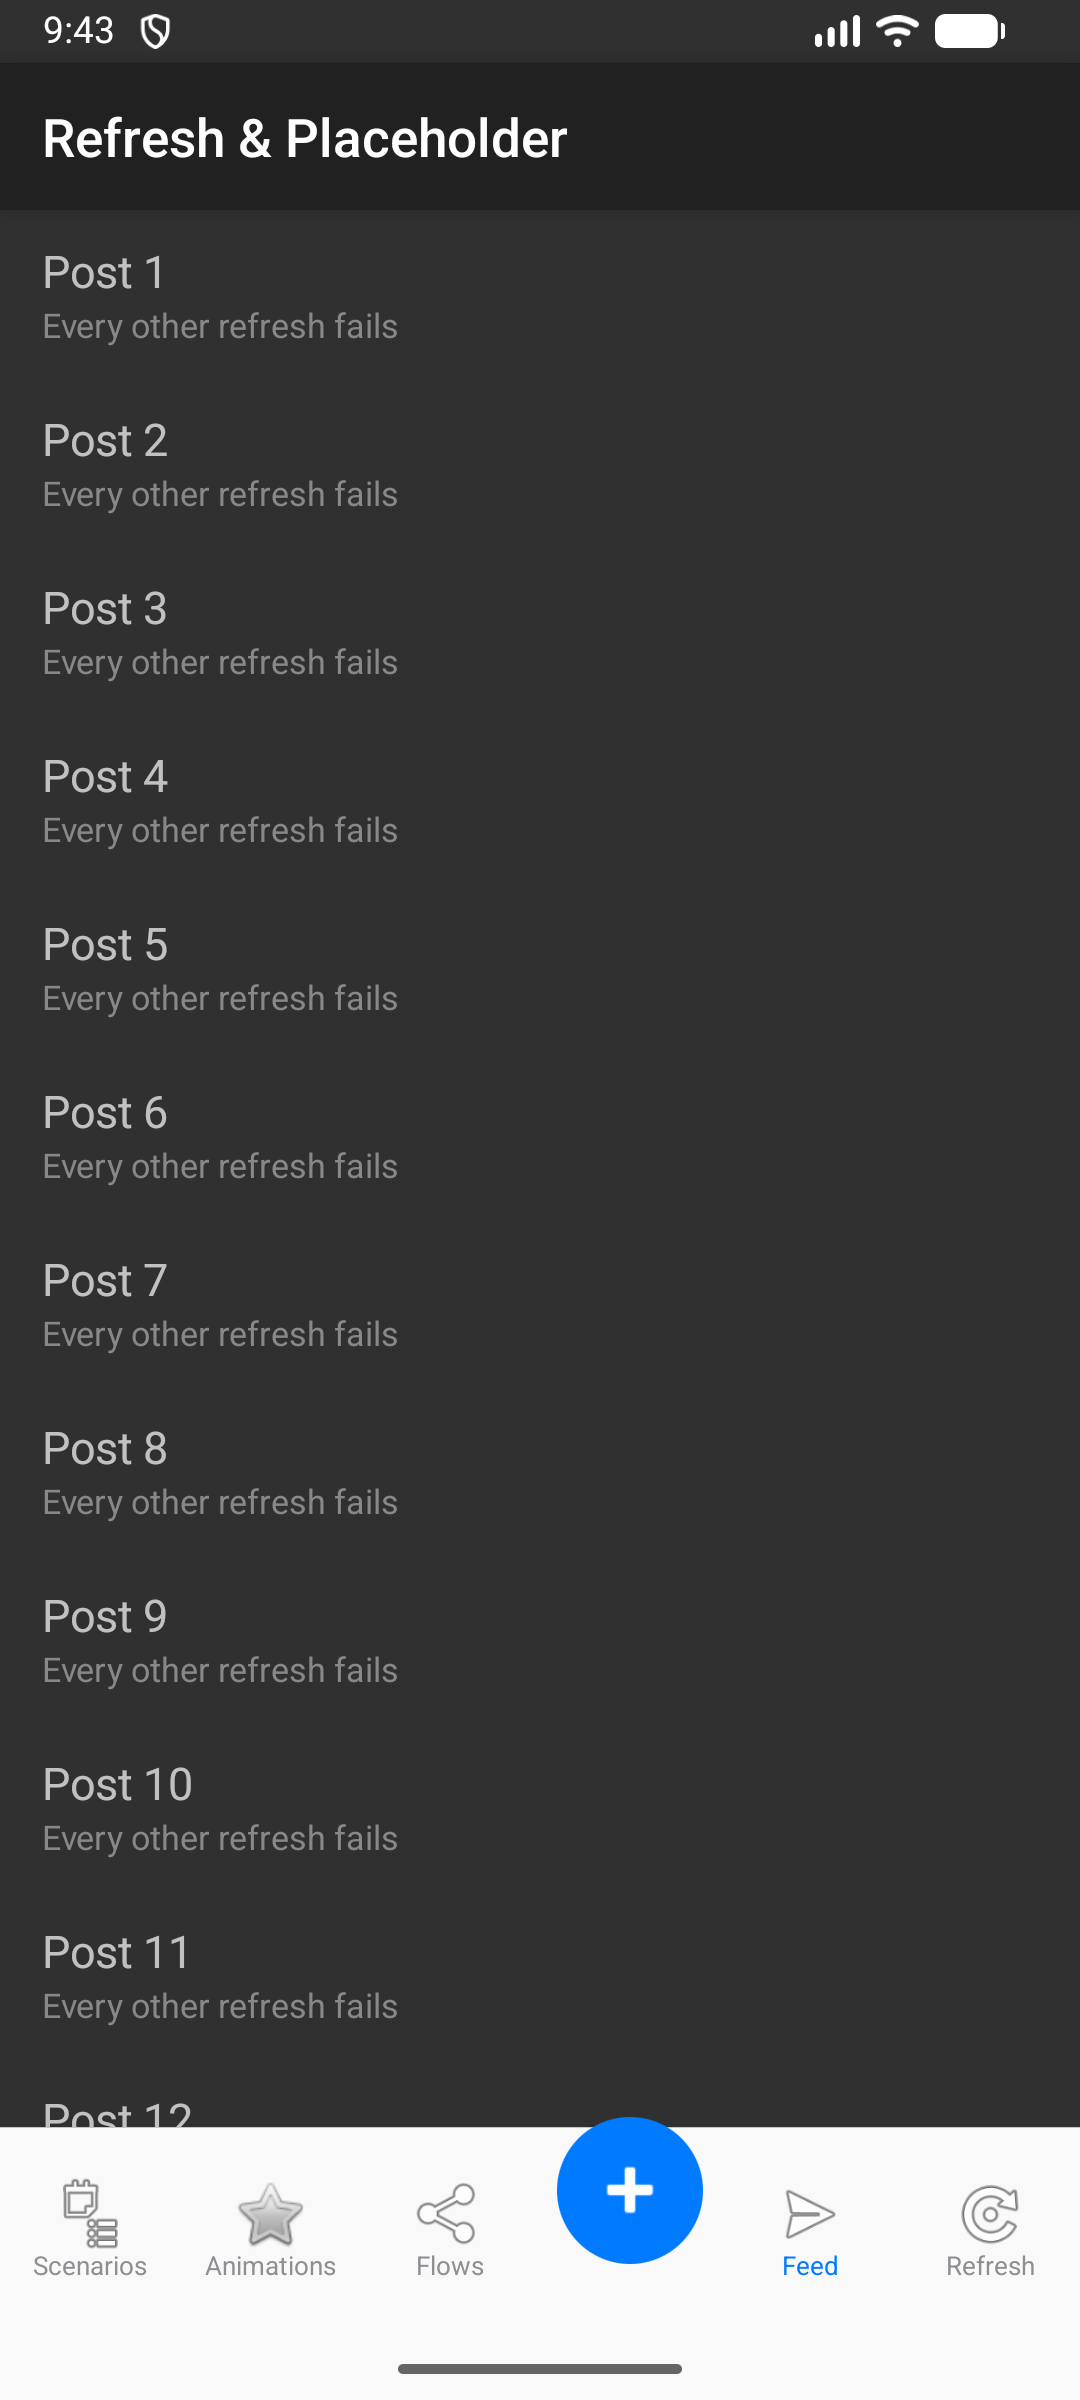 9:43
Refresh & Placeholder
Post 1
Every other refresh fails
Post 2
Every other refresh fails
Post 3
Every other refresh fails
Post 4
Every other refresh fails
Post 5
Every other refresh fails
Post 6
Every other refresh fails
Post 7
Every other refresh fails
Post 8
Every other refresh fails
Post 9
Every other refresh fails
Post 10
Every other refresh fails
Post 11
Every other refresh fails
Post 12
Scenarios
Animations
Flows
Feed
Refresh